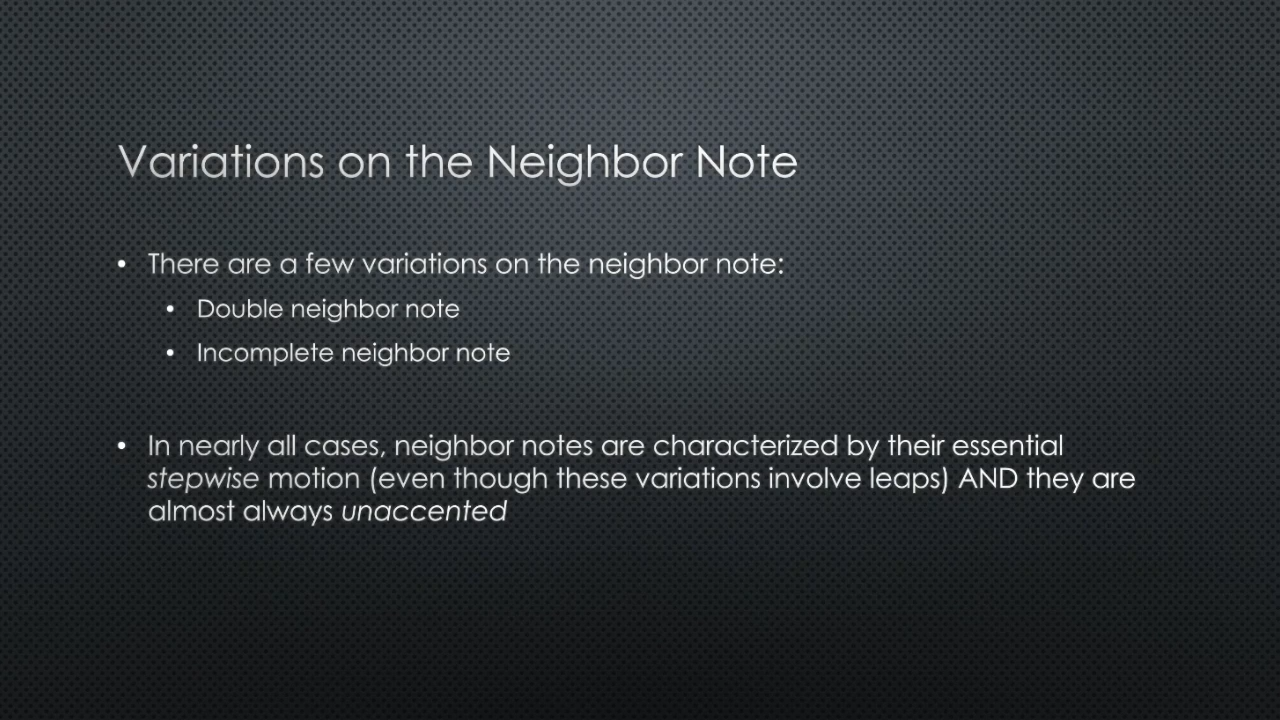 Variations on the Neighbor Note
• There are a few variations on the neighbor note:
• Double neighbor note
• Incomplete neighbor note
• In nearly all cases, neighbor notes are characterized by their essential
stepwise motion (even though these variations involve leaps) AND they are
almost always unaccented